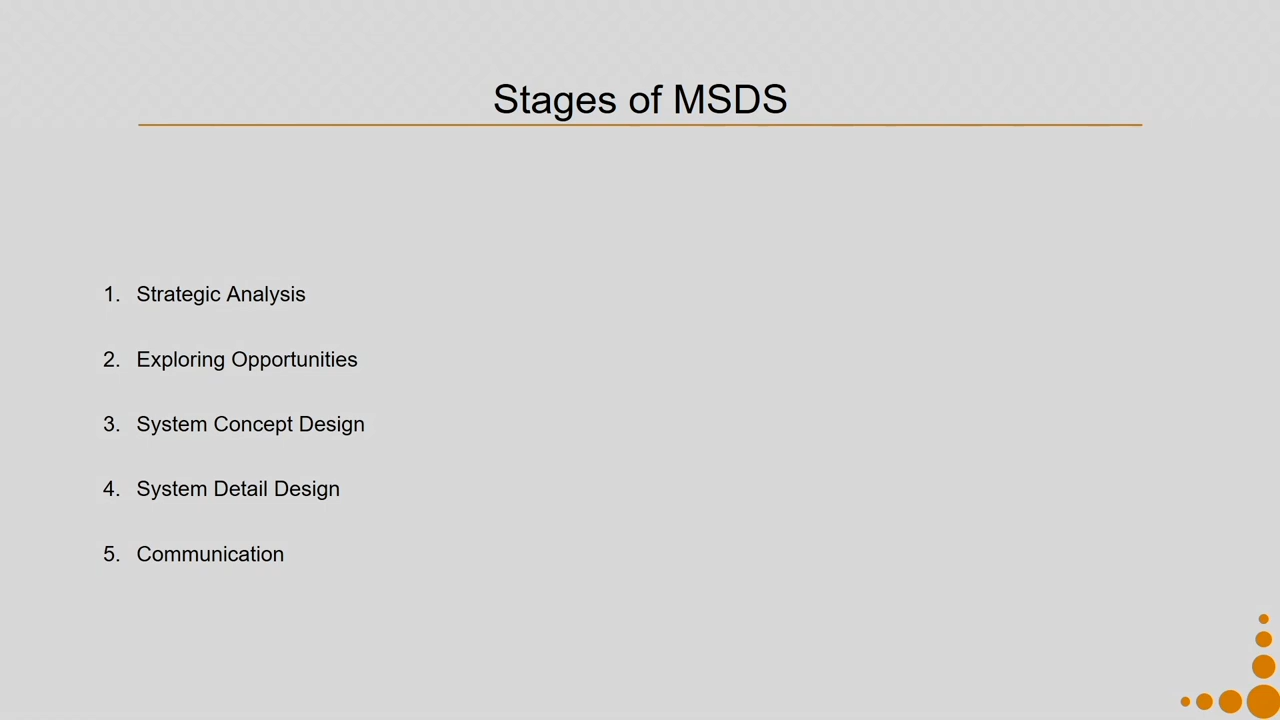 Stages of MSDS
1. Strategic Analysis
2. Exploring Opportunities
3. System Concept Design
4. System Detail Design
5. Communication